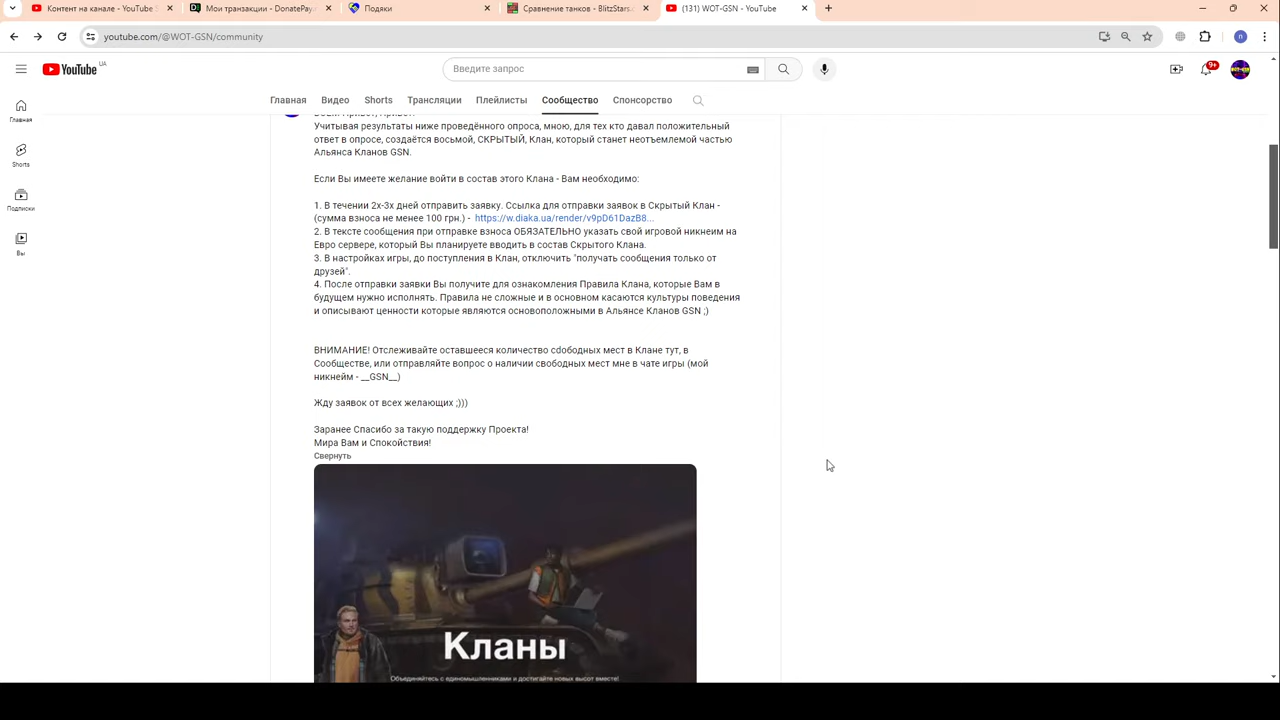 Контент на канале - YouTube S
Мои транзакции - DonatePay.
Подяки
Сравнение танков - BlitzStars.c
(131) WOT-GSN - YouTube
youtube.com/@WOT-GSN/community
n
YouTube UA
Введите запрос
9+
Главная
Видео
Shorts
Трансляции
Плейлисты
Сообщество
Спонсорство
Главная
Shorts
Подписки
Вы
Учитывая результаты ниже проведённого опроса, мною, для тех кто давал положительный
ответ в опросе, создаётся восьмой, СКРЫТЫЙ, Клан, который станет неотъемлемой частью
Альянса Кланов GSN.
Если Вы имеете желание войти в состав этого Клана - Вам необходимо:
1. В течении 2х-3х дней отправить заявку. Ссылка для отправки заявок в Скрытый Клан -
(сумма взноса не менее 100 грн.) - https://w.diaka.ua/render/v9pD61DazB8...
2. В тексте сообщения при отправке взноса ОБЯЗАТЕЛЬНО указать свой игровой никнеим на
Евро сервере, который Вы планируете вводить в состав Скрытого Клана.
3. В настройках игры, до поступления в Клан, отключить "получать сообщения только от
друзей".
4. После отправки заявки Вы получите для ознакомления Правила Клана, которые Вам в
будущем нужно исполнять. Правила не сложные и в основном касаются культуры поведения
и описывают ценности которые являются основоположными в Альянсе Кланов GSN ;)
ВНИМАНИЕ! Отслеживайте оставшееся количество сdободных мест в Клане тут, в
Сообществе, или отправляйте вопрос о наличии свободных мест мне в чате игры (мой
никнейм - __GSN__)
Жду заявок от всех желающих ;)))
Заранее Спасибо за такую поддержку Проекта!
Мира Вам и Спокойствия!
Свернуть
Кланы
Объединяйтесь с единомышленниками и достигайте новых высот вместе!